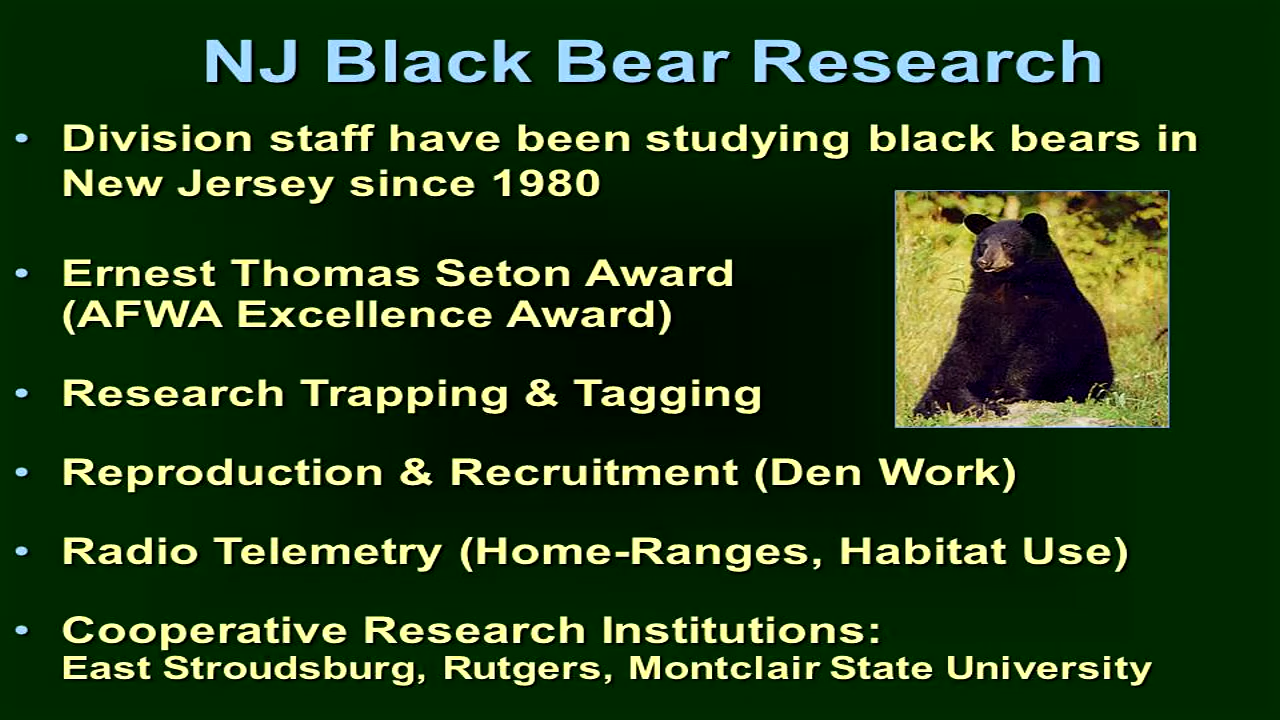 NJ Black Bear Research
• Division staff have been studying black bears in
New Jersey since 1980
• Ernest Thomas Seton Award
(AFWA Excellence Award)
• Research Trapping & Tagging
• Reproduction & Recruitment (Den Work)
• Radio Telemetry (Home-Ranges, Habitat Use)
• Cooperative Research Institutions:
East Stroudsburg, Rutgers, Montclair State University